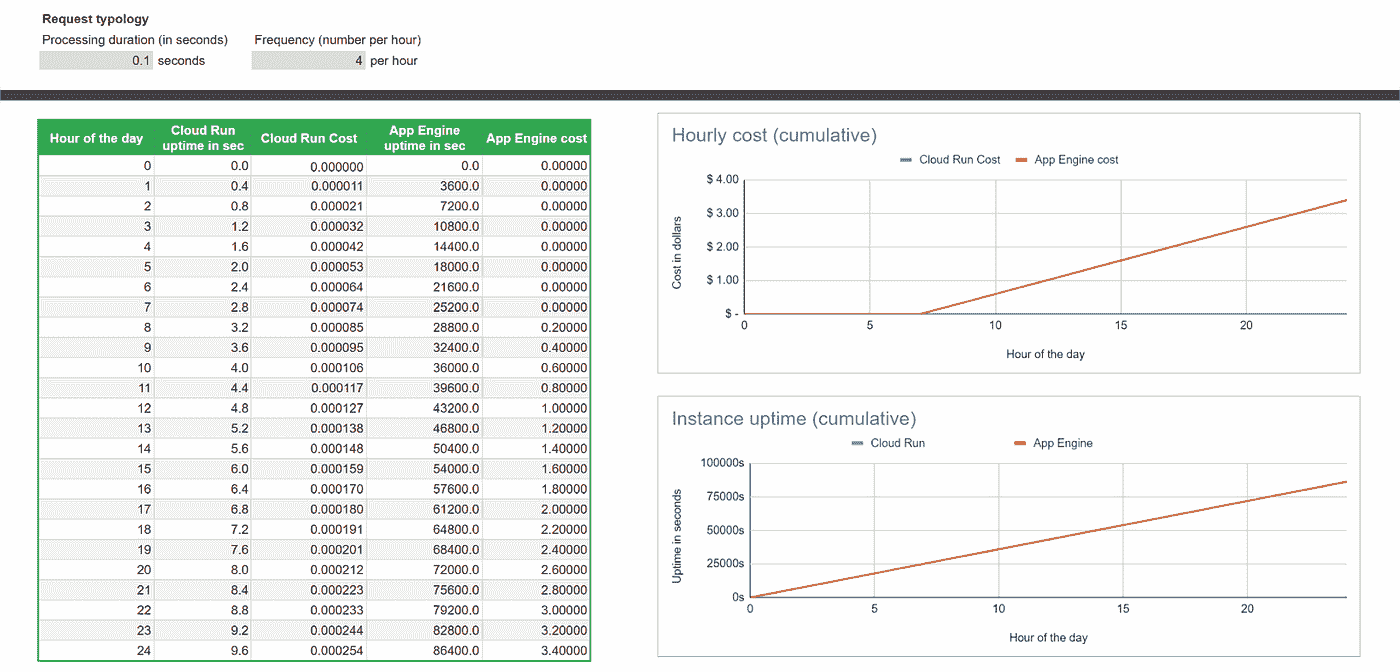 Request typology
Processing duration (in seconds) Frequency (number per hour)
0.1 seconds 4 per hour
Hour of the day Cloud Run uptime in sec Cloud Run Cost App Engine uptime in sec App Engine cost
0 0.0 0.000000 0.0 0.00000
1 0.4 0.000011 3600.0 0.00000
2 0.8 0.000021 7200.0 0.00000
3 1.2 0.000032 10800.0 0.00000
4 1.6 0.000042 14400.0 0.00000
5 2.0 0.000053 18000.0 0.00000
6 2.4 0.000064 21600.0 0.00000
7 2.8 0.000074 25200.0 0.00000
8 3.2 0.000085 28800.0 0.20000
9 3.6 0.000095 32400.0 0.40000
10 4.0 0.000106 36000.0 0.60000
11 4.4 0.000117 39600.0 0.80000
12 4.8 0.000127 43200.0 1.00000
13 5.2 0.000138 46800.0 1.20000
14 5.6 0.000148 50400.0 1.40000
15 6.0 0.000159 54000.0 1.60000
16 6.4 0.000170 57600.0 1.80000
17 6.8 0.000180 61200.0 2.00000
18 7.2 0.000191 64800.0 2.20000
19 7.6 0.000201 68400.0 2.40000
20 8.0 0.000212 72000.0 2.60000
21 8.4 0.000223 75600.0 2.80000
22 8.8 0.000233 79200.0 3.00000
23 9.2 0.000244 82800.0 3.20000
24 9.6 0.000254 86400.0 3.40000
Hourly cost (cumulative)
Cloud Run Cost App Engine cost
Cost in dollars
$ 4.00
$ 3.00
$ 2.00
$ 1.00
$ -
0 5 10 15 20
Hour of the day
Instance uptime (cumulative)
Cloud Run App Engine
Uptime in seconds
100000s
75000s
50000s
25000s
0s
0 5 10 15 20
Hour of the day